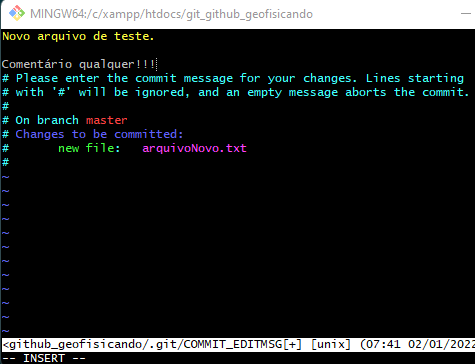 MINGW64:/c/xampp/htdocs/git_github_geofisicando
Novo arquivo de teste.
Comentário qualquer!!!
# Please enter the commit message for your changes. Lines starting
# with '#' will be ignored, and an empty message aborts the commit.
#
# On branch master
# Changes to be committed:
#       new file:   arquivoNovo.txt
#
~
~
~
~
~
~
~
~
~
~
~
~
<github_geofisicando/.git/COMMIT_EDITMSG[+] [unix] (07:41 02/01/2022
-- INSERT --